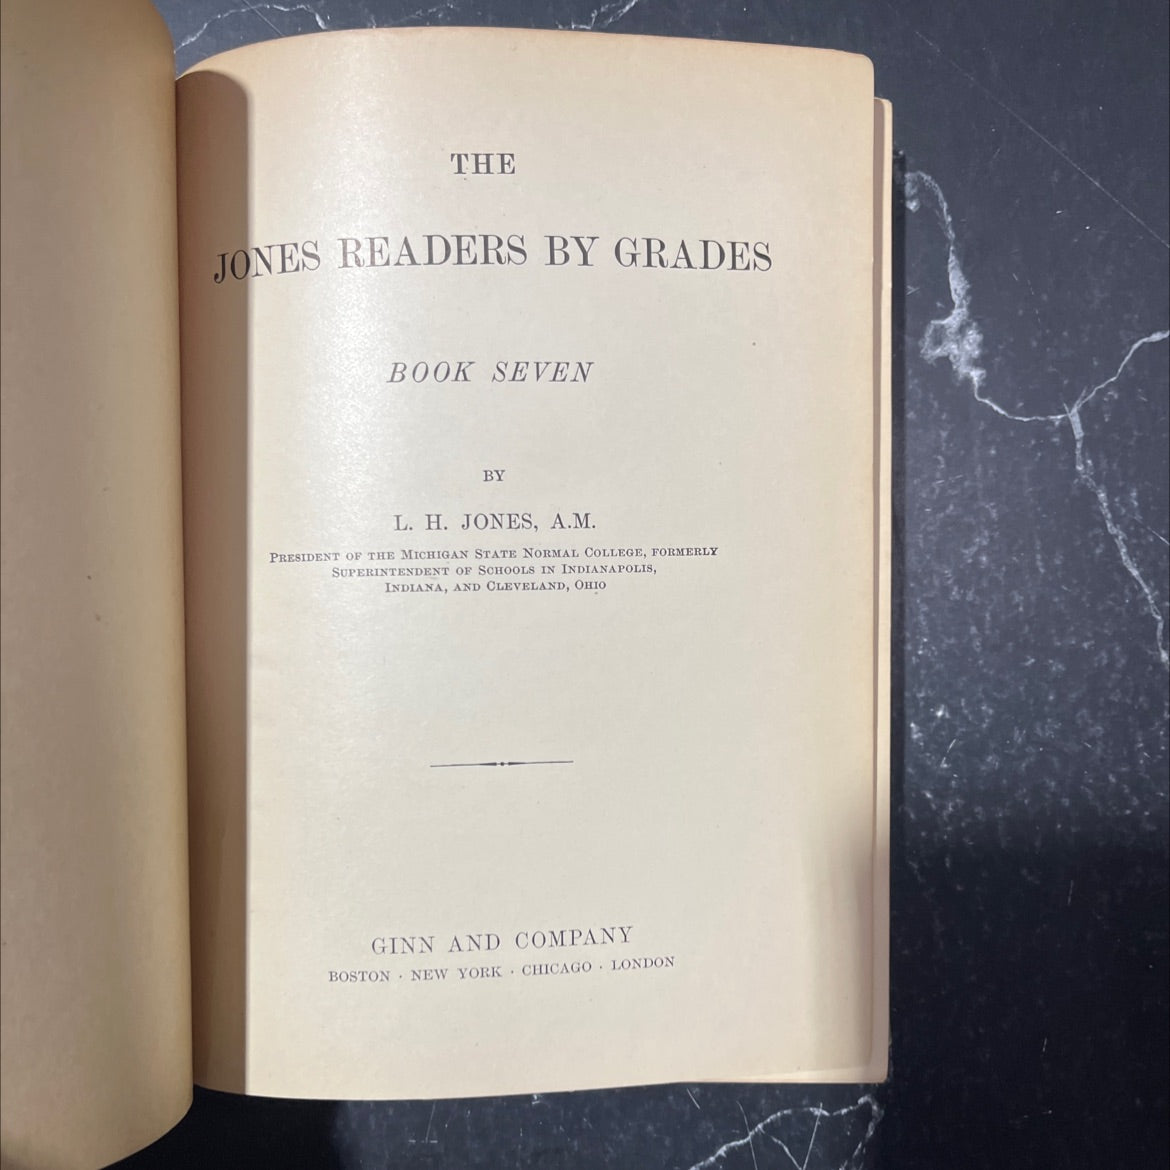 THE
JONES READERS BY GRADES
BOOK SEVEN
BY
L. H. JONES, A.M.
President of the Michigan State Normal College, formerly
Superintendent of Schools in Indianapolis,
Indiana, and Cleveland, Ohio
GINN AND COMPANY
BOSTON · NEW YORK · CHICAGO · LONDON